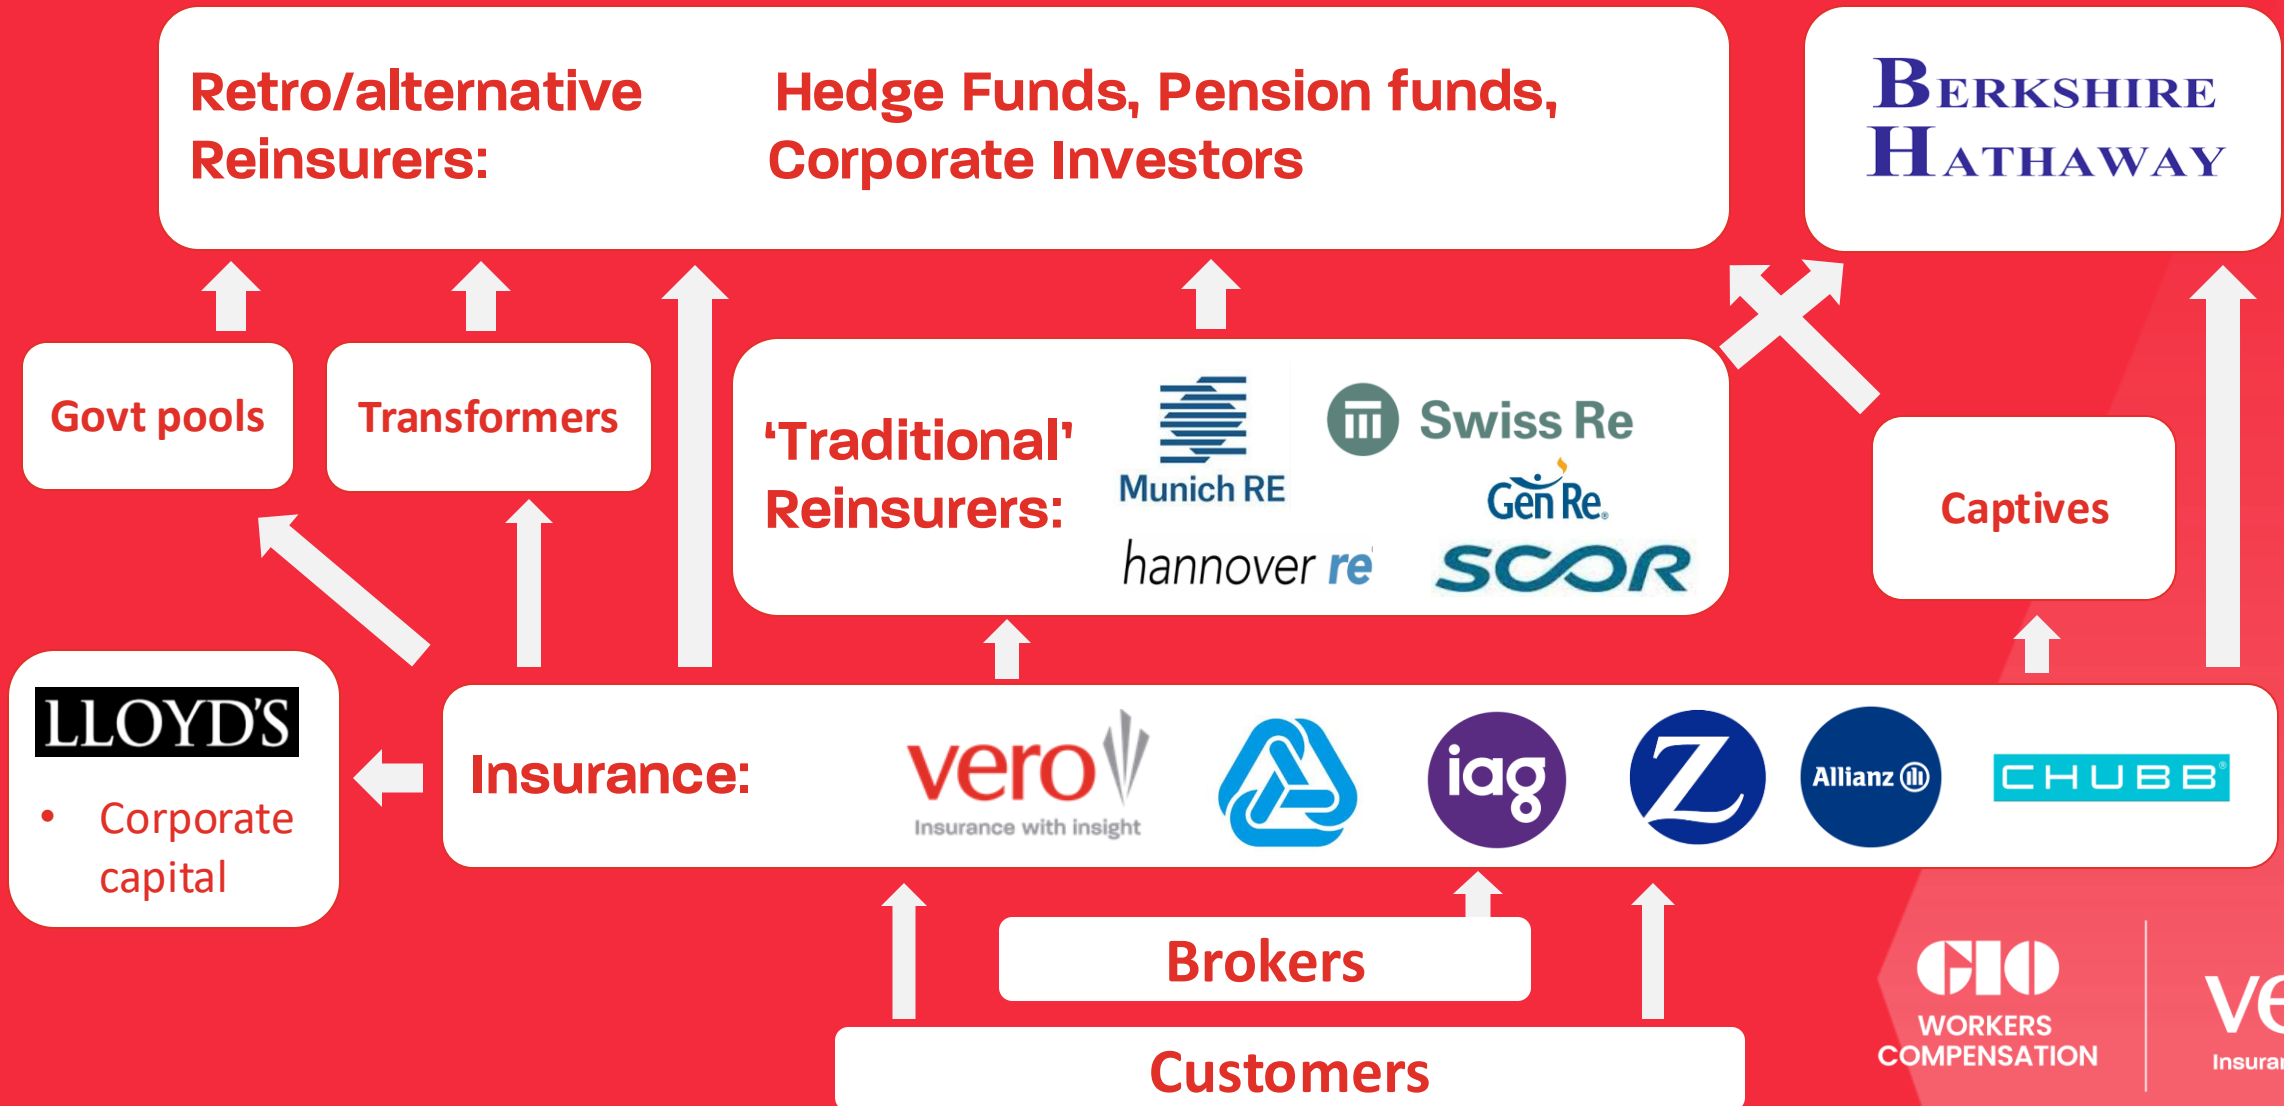 Retro/alternative
Reinsurers:
Hedge Funds, Pension funds,
Corporate Investors
BERKSHIRE
HATHAWAY
Govt pools
Transformers
‘Traditional’
Reinsurers:
Munich RE
Swiss Re
Gen Re®
hannover re
SCOR
Captives
LLOYD'S
• Corporate
capital
Insurance:
vero
Insurance with insight
iag
Z
Allianz
CHUBB®
Brokers
Customers
GIO
WORKERS
COMPENSATION